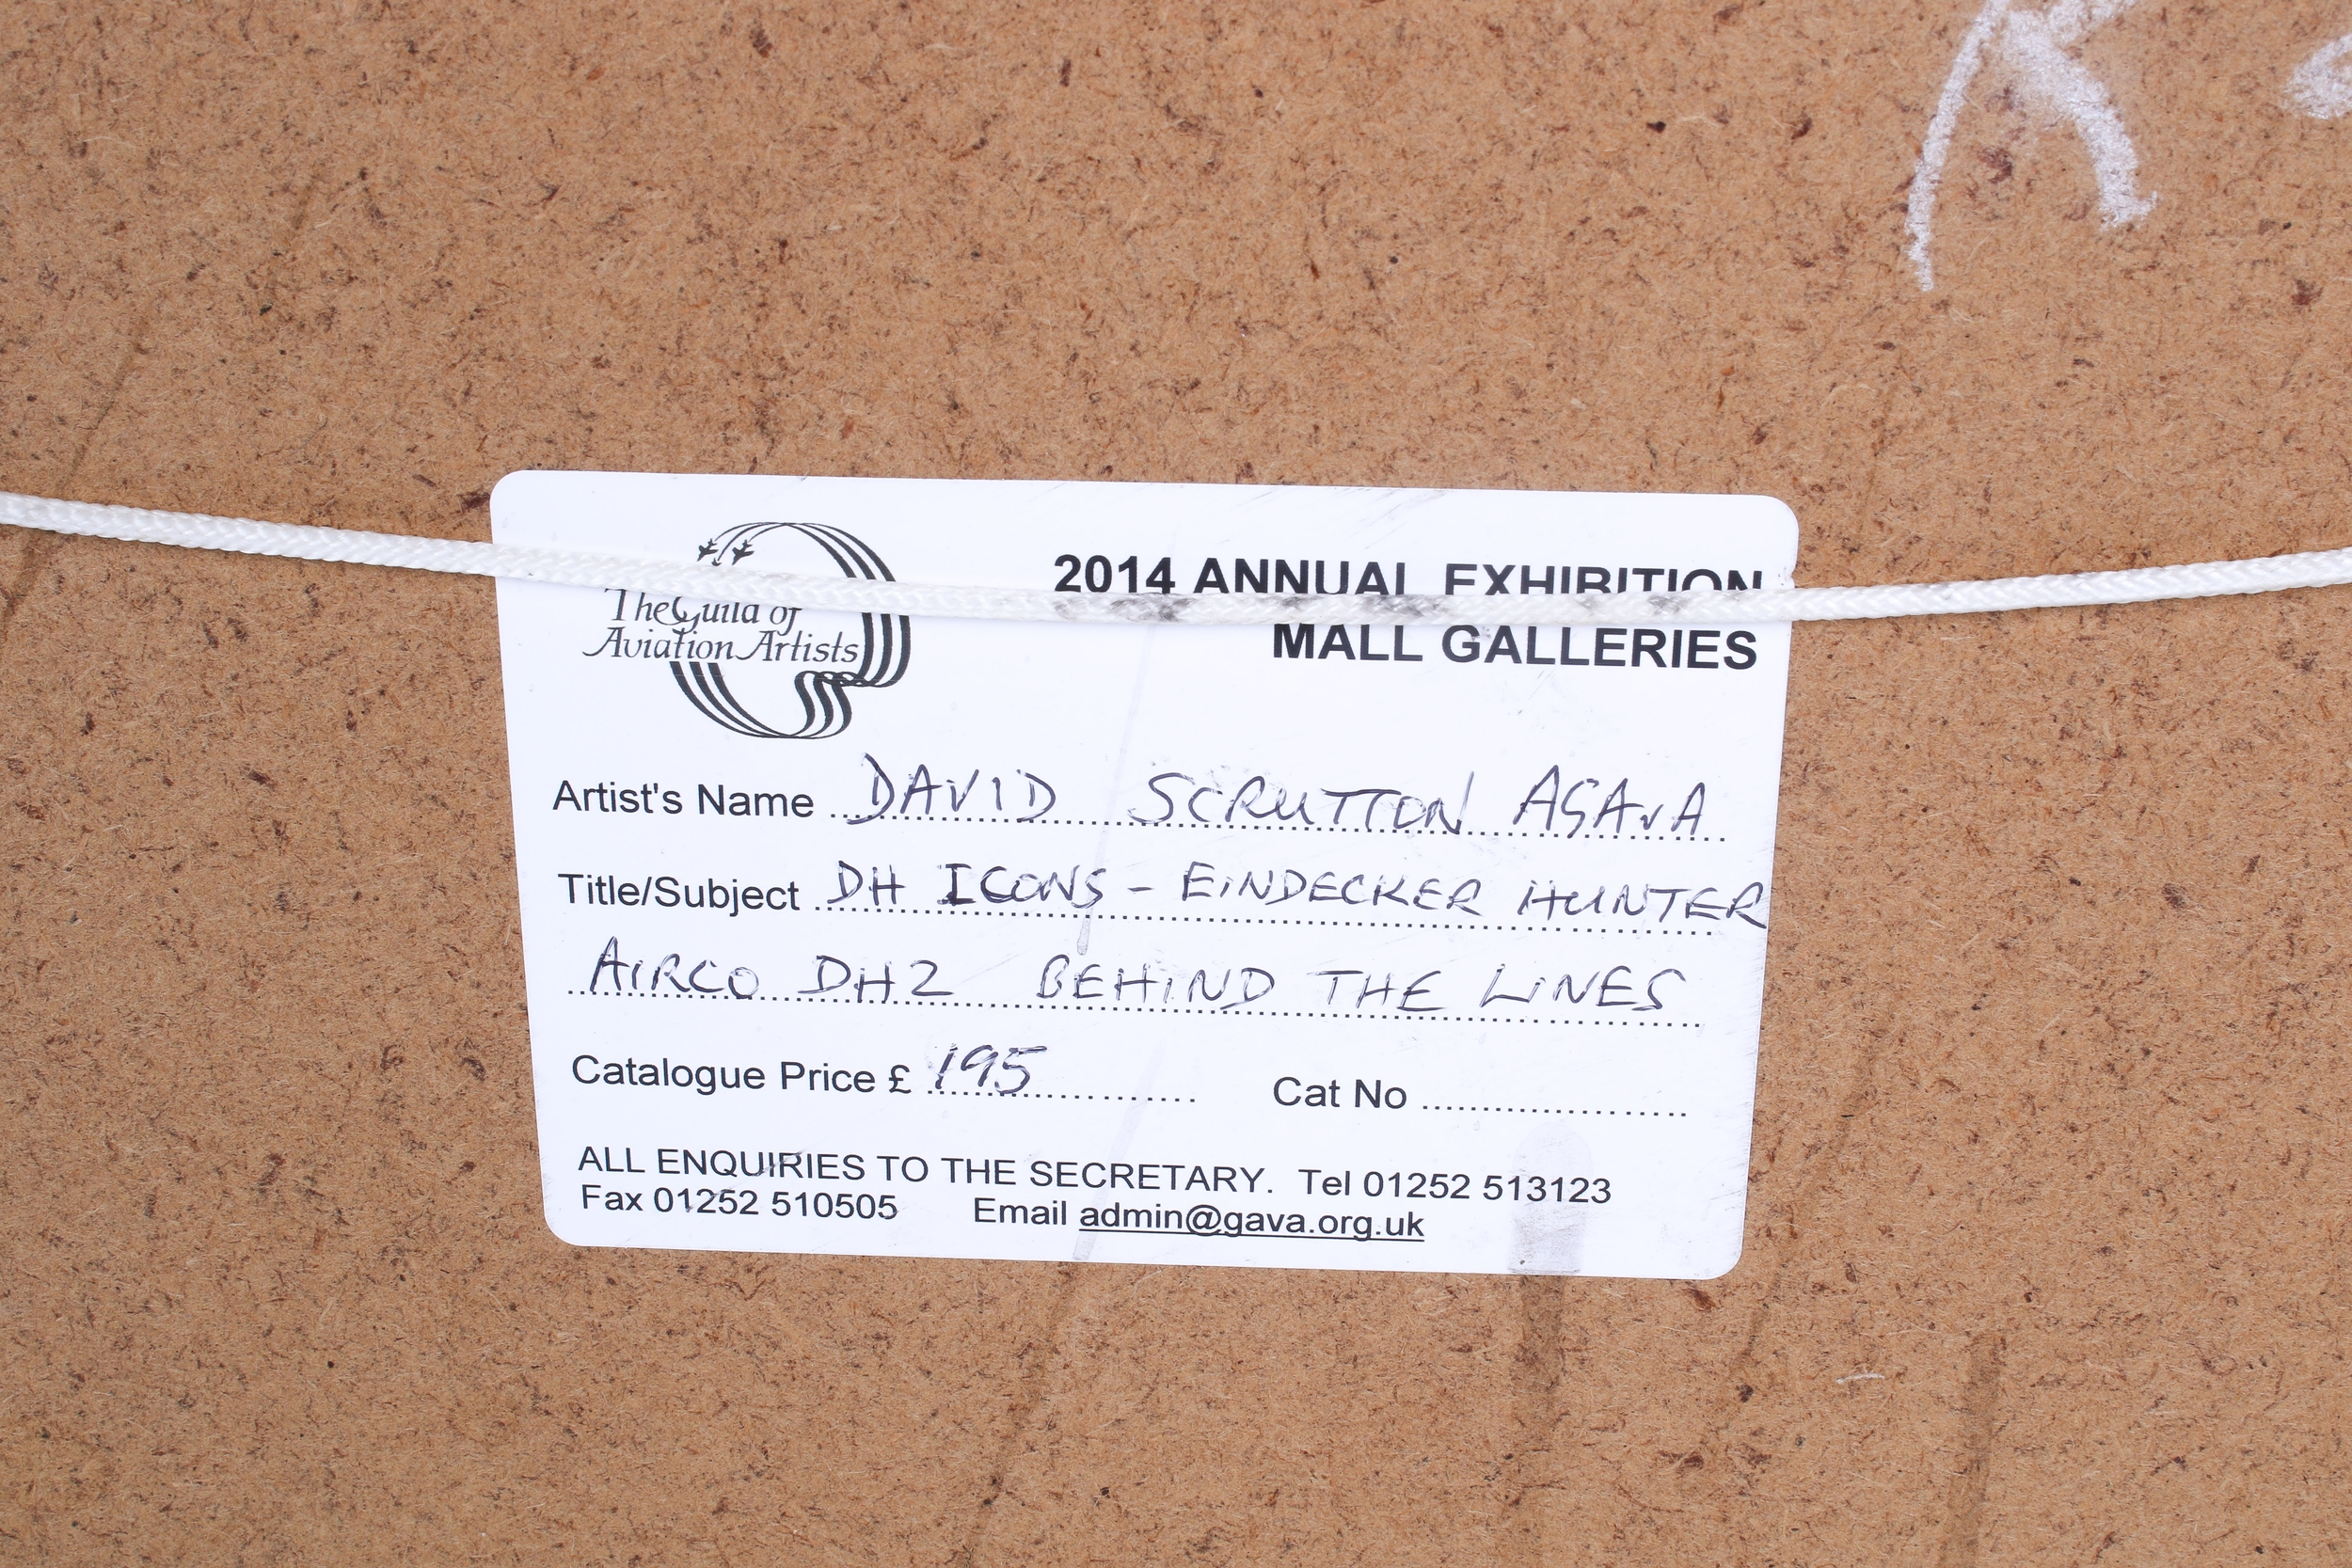 2014 ANNUAL EXHIBITION
MALL GALLERIES
The Guild of
Aviation Artists
Artist's Name DAVID SCRUTTON AGAvA
Title/Subject DH ICONS - EiNDECKER HUNTER
AiRCO DH2 BEHiND THE LiNES
Catalogue Price £ 195 Cat No
ALL ENQUIRIES TO THE SECRETARY. Tel 01252 513123
Fax 01252 510505 Email admin@gava.org.uk